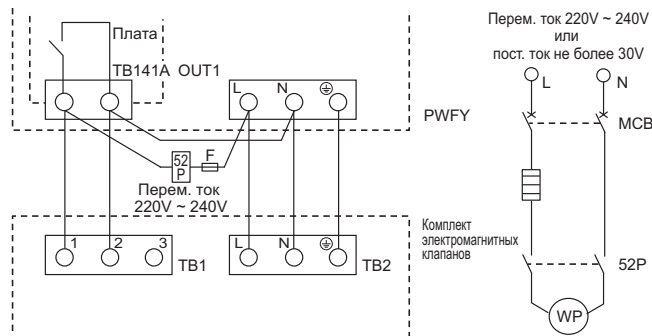 Плата
TB141A OUT1
L N
PWFY
52
P
F
Перем. ток
220V ~ 240V
1 2 3
TB1
L N
TB2
Комплект
электромагнитных
клапанов
Перем. ток 220V ~ 240V
или
пост. ток не более 30V
L N
MCB
52P
WP